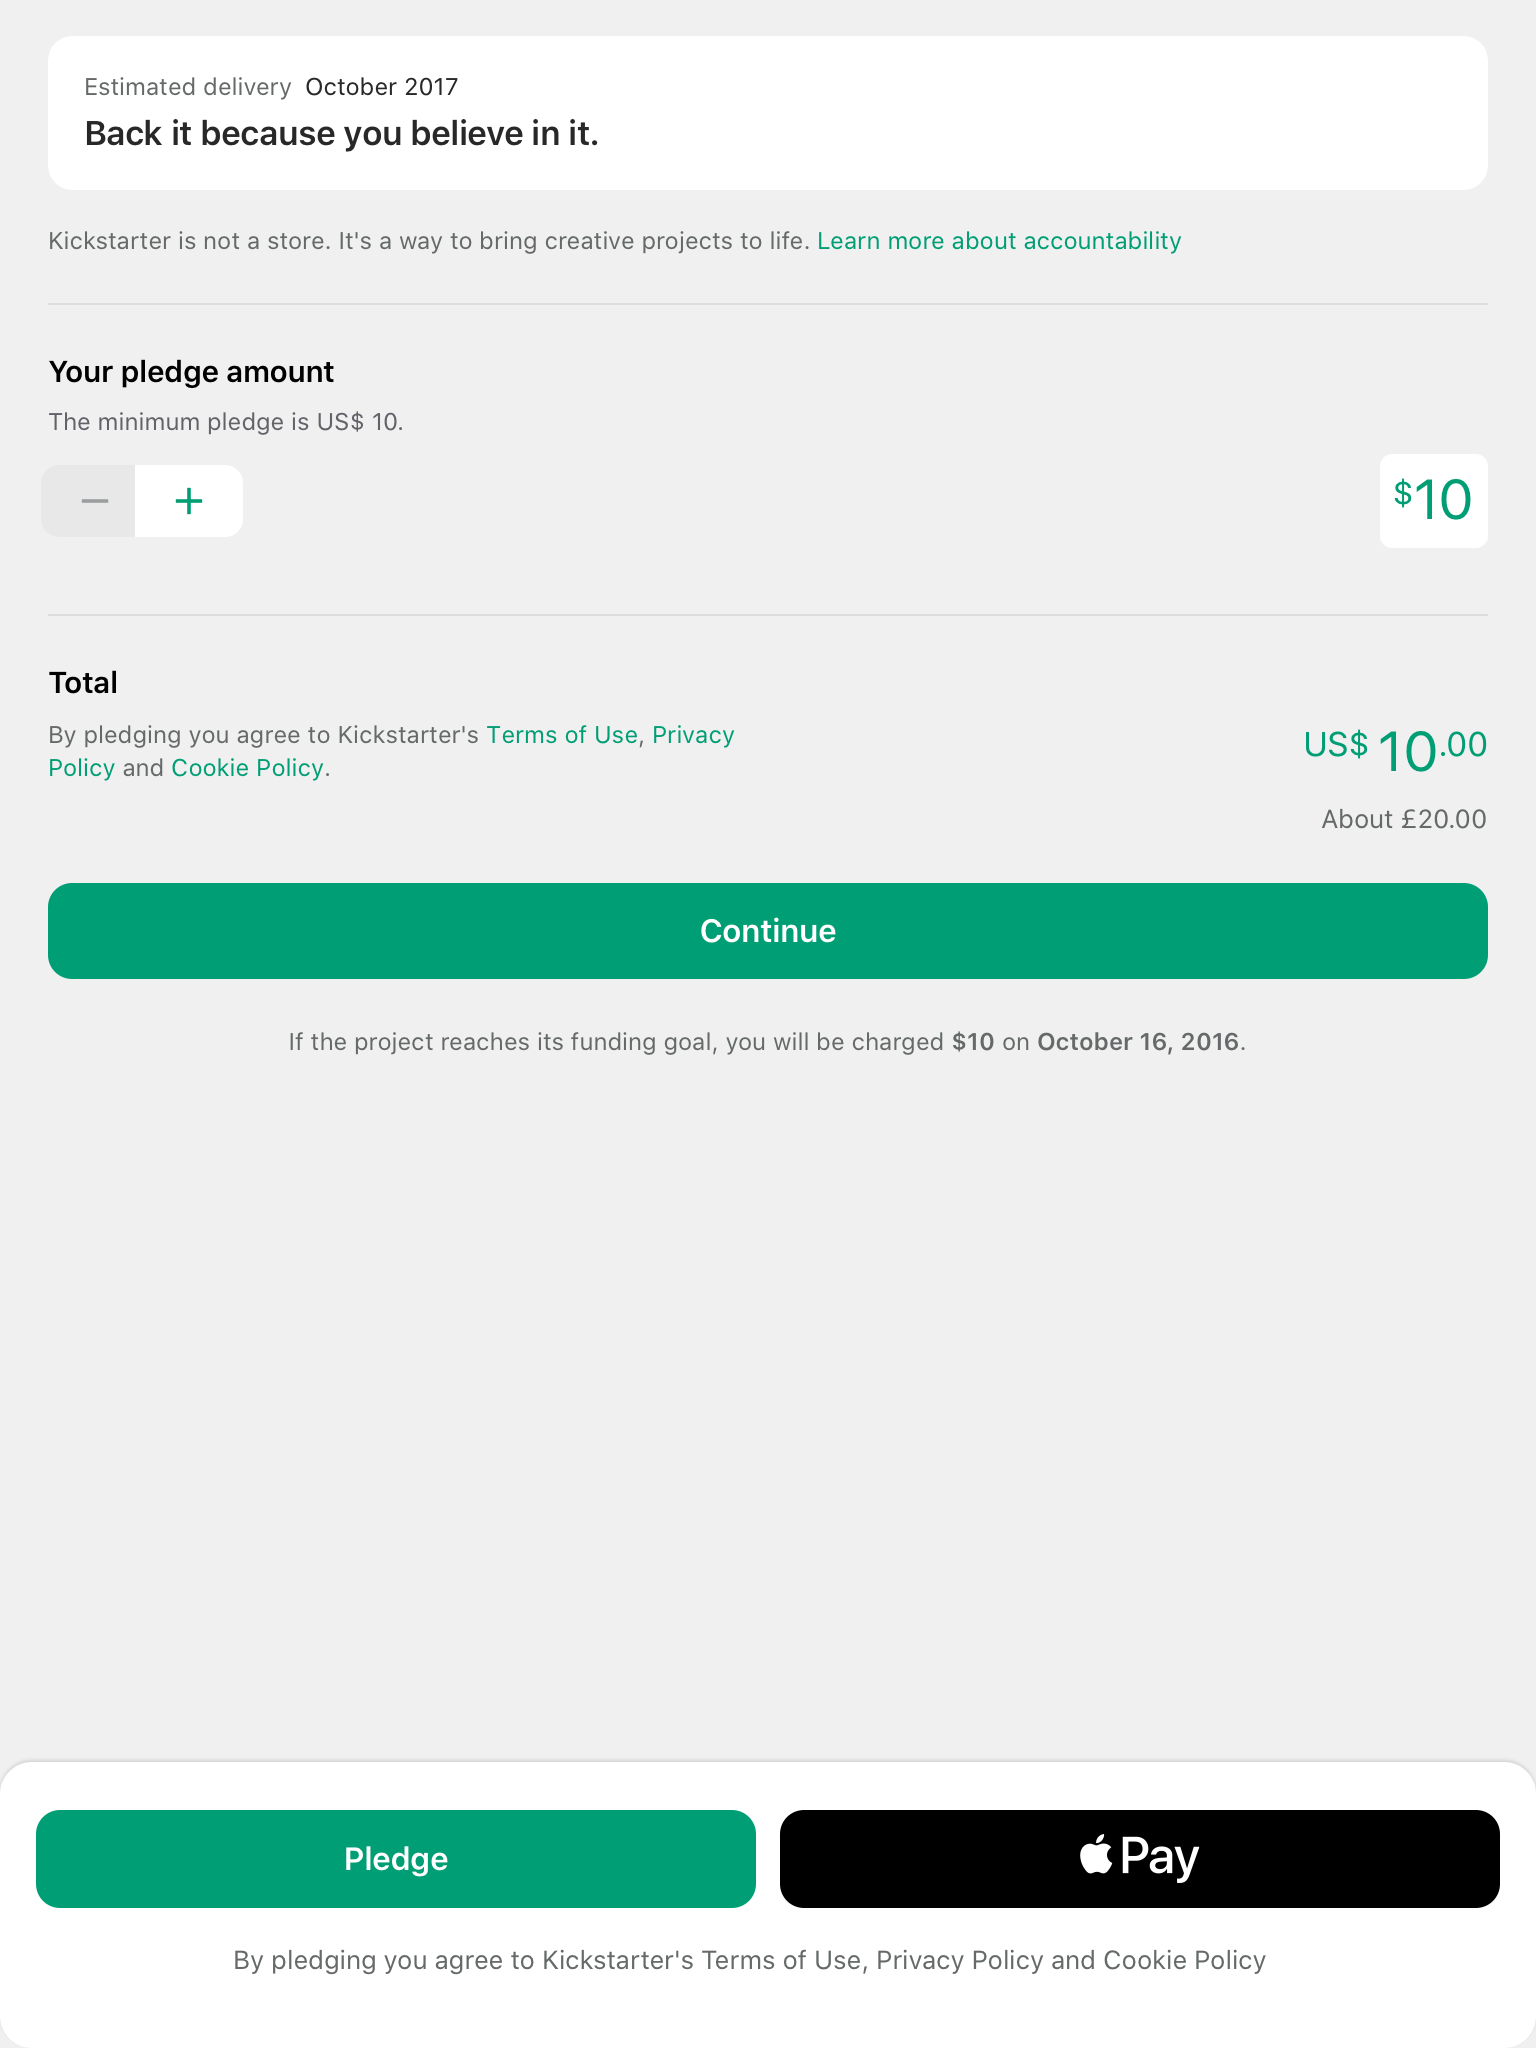 Estimated delivery October 2017
Back it because you believe in it.
Kickstarter is not a store. It's a way to bring creative projects to life. Learn more about accountability
Your pledge amount
The minimum pledge is US$ 10.
− +
$10
Total
By pledging you agree to Kickstarter's Terms of Use, Privacy
Policy and Cookie Policy.
US$ 10.00
About £20.00
Continue
If the project reaches its funding goal, you will be charged $10 on October 16, 2016.
Pledge
Pay
By pledging you agree to Kickstarter's Terms of Use, Privacy Policy and Cookie Policy